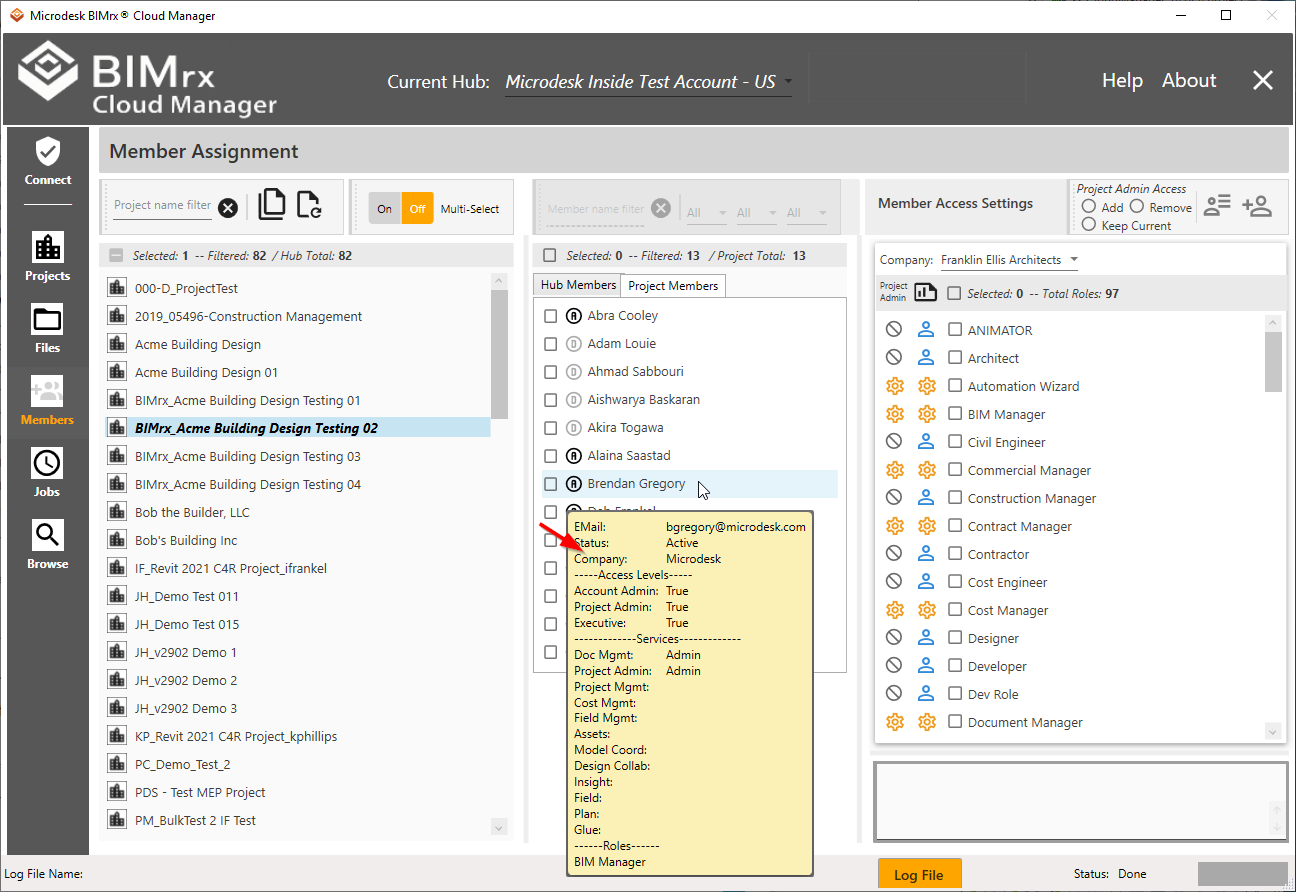 Microdesk BIMrx® Cloud Manager
BIMrx
Cloud Manager
Current Hub: Microdesk Inside Test Account - US
Help About
Connect
Projects
Files
Members
Jobs
Browse
Member Assignment
Project name filter
On Off Multi-Select
Member name filter
All All All
Member Access Settings
Project Admin Access
Add Remove
Keep Current
Selected: 1 -- Filtered: 82 / Hub Total: 82
000-D_ProjectTest
2019_05496-Construction Management
Acme Building Design
Acme Building Design 01
BIMrx_Acme Building Design Testing 01
BIMrx_Acme Building Design Testing 02
BIMrx_Acme Building Design Testing 03
BIMrx_Acme Building Design Testing 04
Bob the Builder, LLC
Bob's Building Inc
IF_Revit 2021 C4R Project_ifrankel
JH_Demo Test 011
JH_Demo Test 015
JH_v2902 Demo 1
JH_v2902 Demo 2
JH_v2902 Demo 3
KP_Revit 2021 C4R Project_kphillips
PC_Demo_Test_2
PDS - Test MEP Project
PM_BulkTest 2 IF Test
Selected: 0 -- Filtered: 13 / Project Total: 13
Hub Members Project Members
A Abra Cooley
D Adam Louie
D Ahmad Sabbouri
D Aishwarya Baskaran
D Akira Togawa
A Alaina Saastad
A Brendan Gregory
EMail: bgregory@microdesk.com
Status: Active
Company: Microdesk
-----Access Levels-----
Account Admin: True
Project Admin: True
Executive: True
-------------Services-------------
Doc Mgmt: Admin
Project Admin: Admin
Project Mgmt:
Cost Mgmt:
Field Mgmt:
Assets:
Model Coord:
Design Collab:
Insight:
Field:
Plan:
Glue:
------Roles------
BIM Manager
Company: Franklin Ellis Architects
Project
Admin
Selected: 0 -- Total Roles: 97
ANIMATOR
Architect
Automation Wizard
BIM Manager
Civil Engineer
Commercial Manager
Construction Manager
Contract Manager
Contractor
Cost Engineer
Cost Manager
Designer
Developer
Dev Role
Document Manager
Log File Name:
Log File
Status: Done